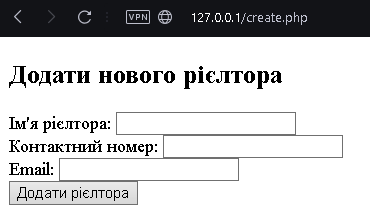 VPN 127.0.0.1/create.php
Додати нового рієлтора
Ім'я рієлтора:
Контактний номер:
Email:
Додати рієлтора